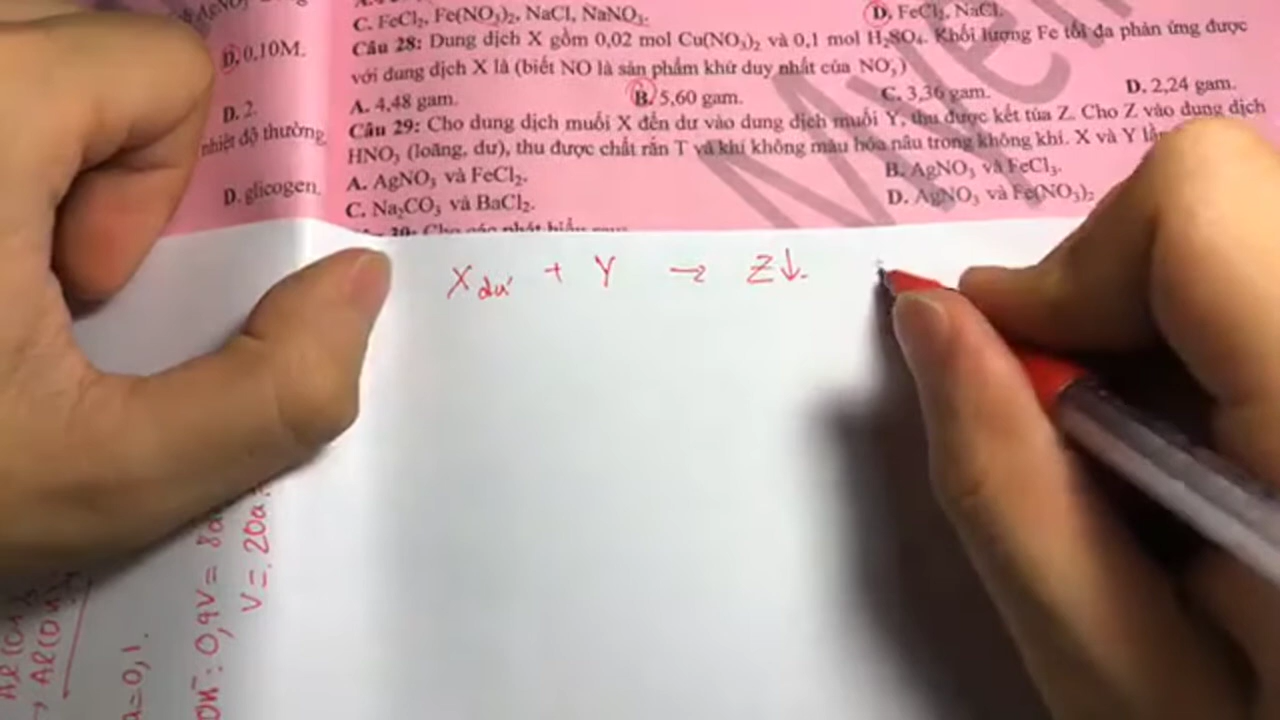 C. FeCl₂, Fe(NO₃)₂, NaCl, NaNO₃.
D. FeCl₃, NaCl.
D. 0,10M.
Câu 28: Dung dịch X gồm 0,02 mol Cu(NO₃)₂ và 0,1 mol H₂SO₄. Khối lượng Fe tối đa phản ứng được
với dung dịch X là (biết NO là sản phẩm khử duy nhất của NO₃⁻)
A. 4,48 gam.
B. 5,60 gam.
C. 3,36 gam.
D. 2,24 gam.
D. 2.
Câu 29: Cho dung dịch muối X đến dư vào dung dịch muối Y, thu được kết tủa Z. Cho Z vào dung dịch
nhiệt độ thường,
HNO₃ (loãng, dư), thu được chất rắn T và khí không màu hóa nâu trong không khí. X và Y
A. AgNO₃ và FeCl₂.
B. AgNO₃ và FeCl₃.
D. glicogen.
C. Na₂CO₃ và BaCl₂.
D. AgNO₃ và Fe(NO₃)₂
X dư + Y → Z↓.
V = 20a
a = 0,1.